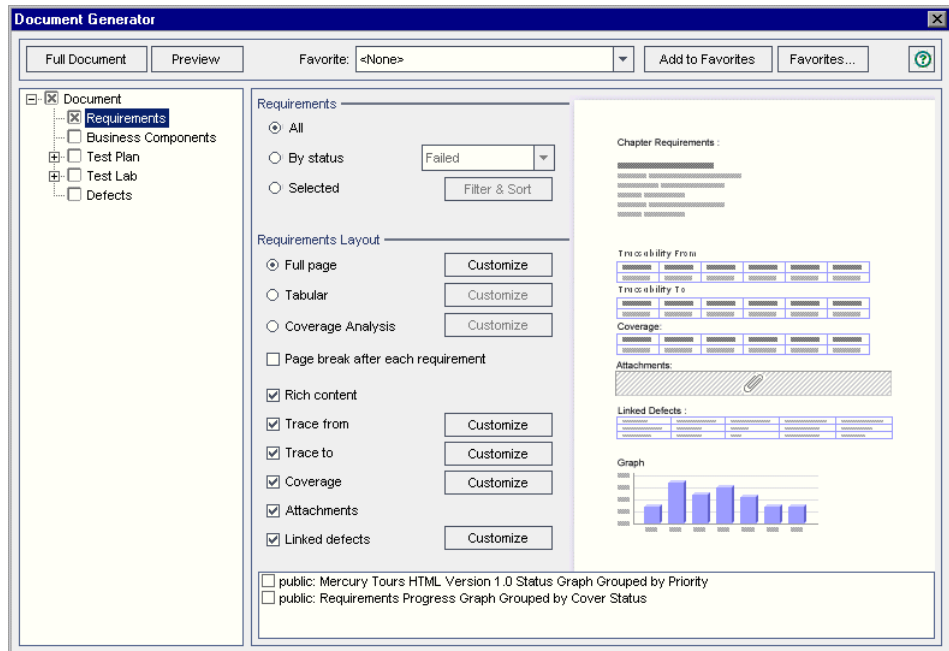 Document Generator
Full Document Preview Favorite: <None> Add to Favorites Favorites...
Document
Requirements
Business Components
Test Plan
Test Lab
Defects
Requirements
All
By status Failed
Selected Filter & Sort
Requirements Layout
Full page Customize
Tabular Customize
Coverage Analysis Customize
Page break after each requirement
Rich content
Trace from Customize
Trace to Customize
Coverage Customize
Attachments
Linked defects Customize
Chapter Requirements :
Traceability From
Traceability To
Coverage:
Attachments:
Linked Defects :
Graph
public: Mercury Tours HTML Version 1.0 Status Graph Grouped by Priority
public: Requirements Progress Graph Grouped by Cover Status